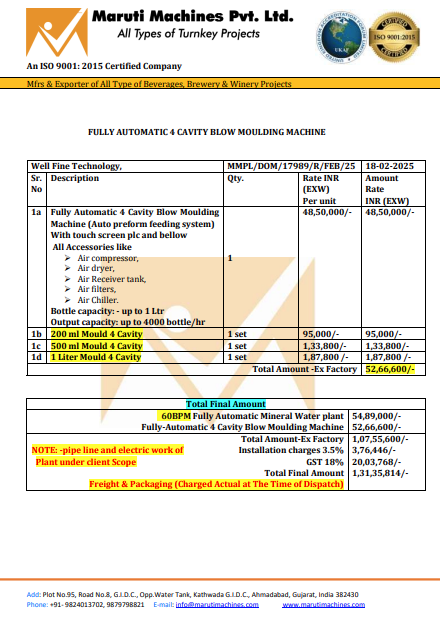 Maruti Machines Pvt. Ltd.
All Types of Turnkey Projects
UKAF
CERTIFIED
ISO 9001:2015
CERTIFIED
An ISO 9001: 2015 Certified Company
Mfrs & Exporter of All Type of Beverages, Brewery & Winery Projects
FULLY AUTOMATIC 4 CAVITY BLOW MOULDING MACHINE
Well Fine Technology, MMPL/DOM/17989/R/FEB/25 18-02-2025
Sr. No Description Qty. Rate INR (EXW) Per unit Amount Rate INR (EXW)
1a Fully Automatic 4 Cavity Blow Moulding 48,50,000/- 48,50,000/-
Machine (Auto preform feeding system)
With touch screen plc and bellow
All Accessories like
➢ Air compressor, 1
➢ Air dryer,
➢ Air Receiver tank,
➢ Air filters,
➢ Air Chiller.
Bottle capacity: - up to 1 Ltr
Output capacity: up to 4000 bottle/hr
1b 200 ml Mould 4 Cavity 1 set 95,000/- 95,000/-
1c 500 ml Mould 4 Cavity 1 set 1,33,800/- 1,33,800/-
1d 1 Liter Mould 4 Cavity 1 set 1,87,800/- 1,87,800 /-
Total Amount -Ex Factory 52,66,600/-
Total Final Amount
60BPM Fully Automatic Mineral Water plant 54,89,000/-
Fully-Automatic 4 Cavity Blow Moulding Machine 52,66,600/-
Total Amount-Ex Factory 1,07,55,600/-
NOTE: -pipe line and electric work of Installation charges 3.5% 3,76,446/-
Plant under client Scope GST 18% 20,03,768/-
Total Final Amount 1,31,35,814/-
Freight & Packaging (Charged Actual at The Time of Dispatch)
Add: Plot No.95, Road No.8, G.I.D.C., Opp.Water Tank, Kathwada G.I.D.C., Ahmadabad, Gujarat, India 382430
Phone: +91- 9824013702, 9879798821 E-mail: info@marutimachines.com www.marutimachines.com